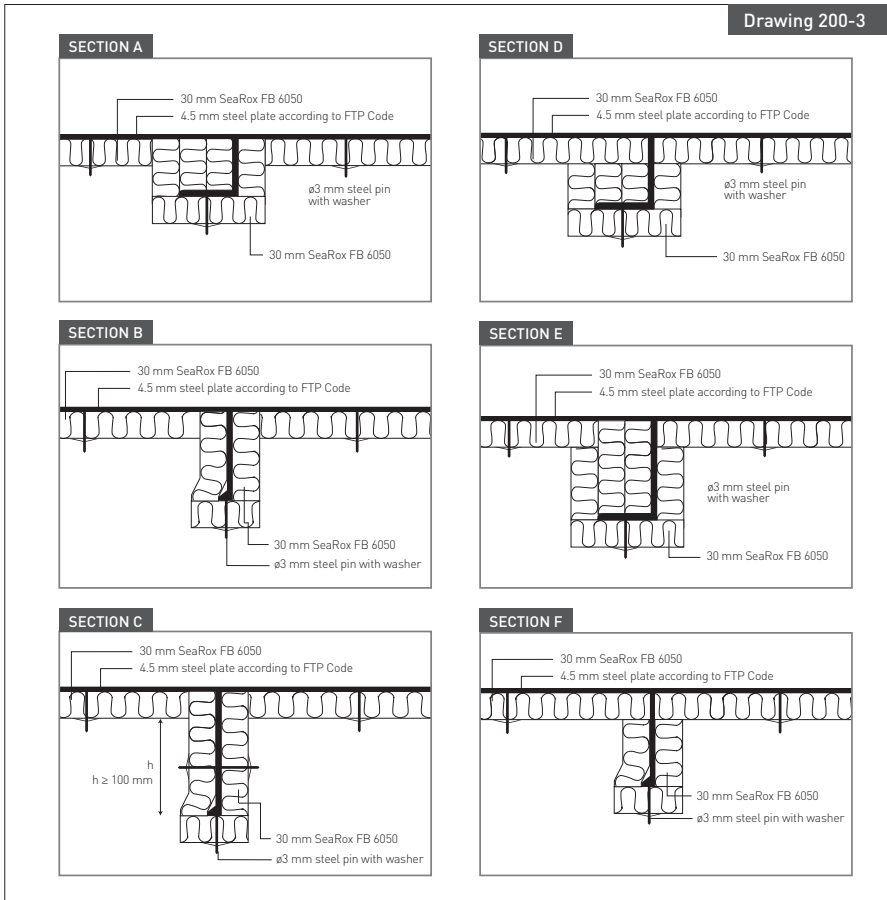 Drawing 200-3
SECTION A
30 mm SeaRox FB 6050
4.5 mm steel plate according to FTP Code
ø3 mm steel pin
with washer
30 mm SeaRox FB 6050
SECTION D
30 mm SeaRox FB 6050
4.5 mm steel plate according to FTP Code
ø3 mm steel pin
with washer
30 mm SeaRox FB 6050
SECTION B
30 mm SeaRox FB 6050
4.5 mm steel plate according to FTP Code
30 mm SeaRox FB 6050
ø3 mm steel pin with washer
SECTION E
30 mm SeaRox FB 6050
4.5 mm steel plate according to FTP Code
ø3 mm steel pin
with washer
30 mm SeaRox FB 6050
SECTION C
30 mm SeaRox FB 6050
4.5 mm steel plate according to FTP Code
h
h ≥ 100 mm
30 mm SeaRox FB 6050
ø3 mm steel pin with washer
SECTION F
30 mm SeaRox FB 6050
4.5 mm steel plate according to FTP Code
30 mm SeaRox FB 6050
ø3 mm steel pin with washer